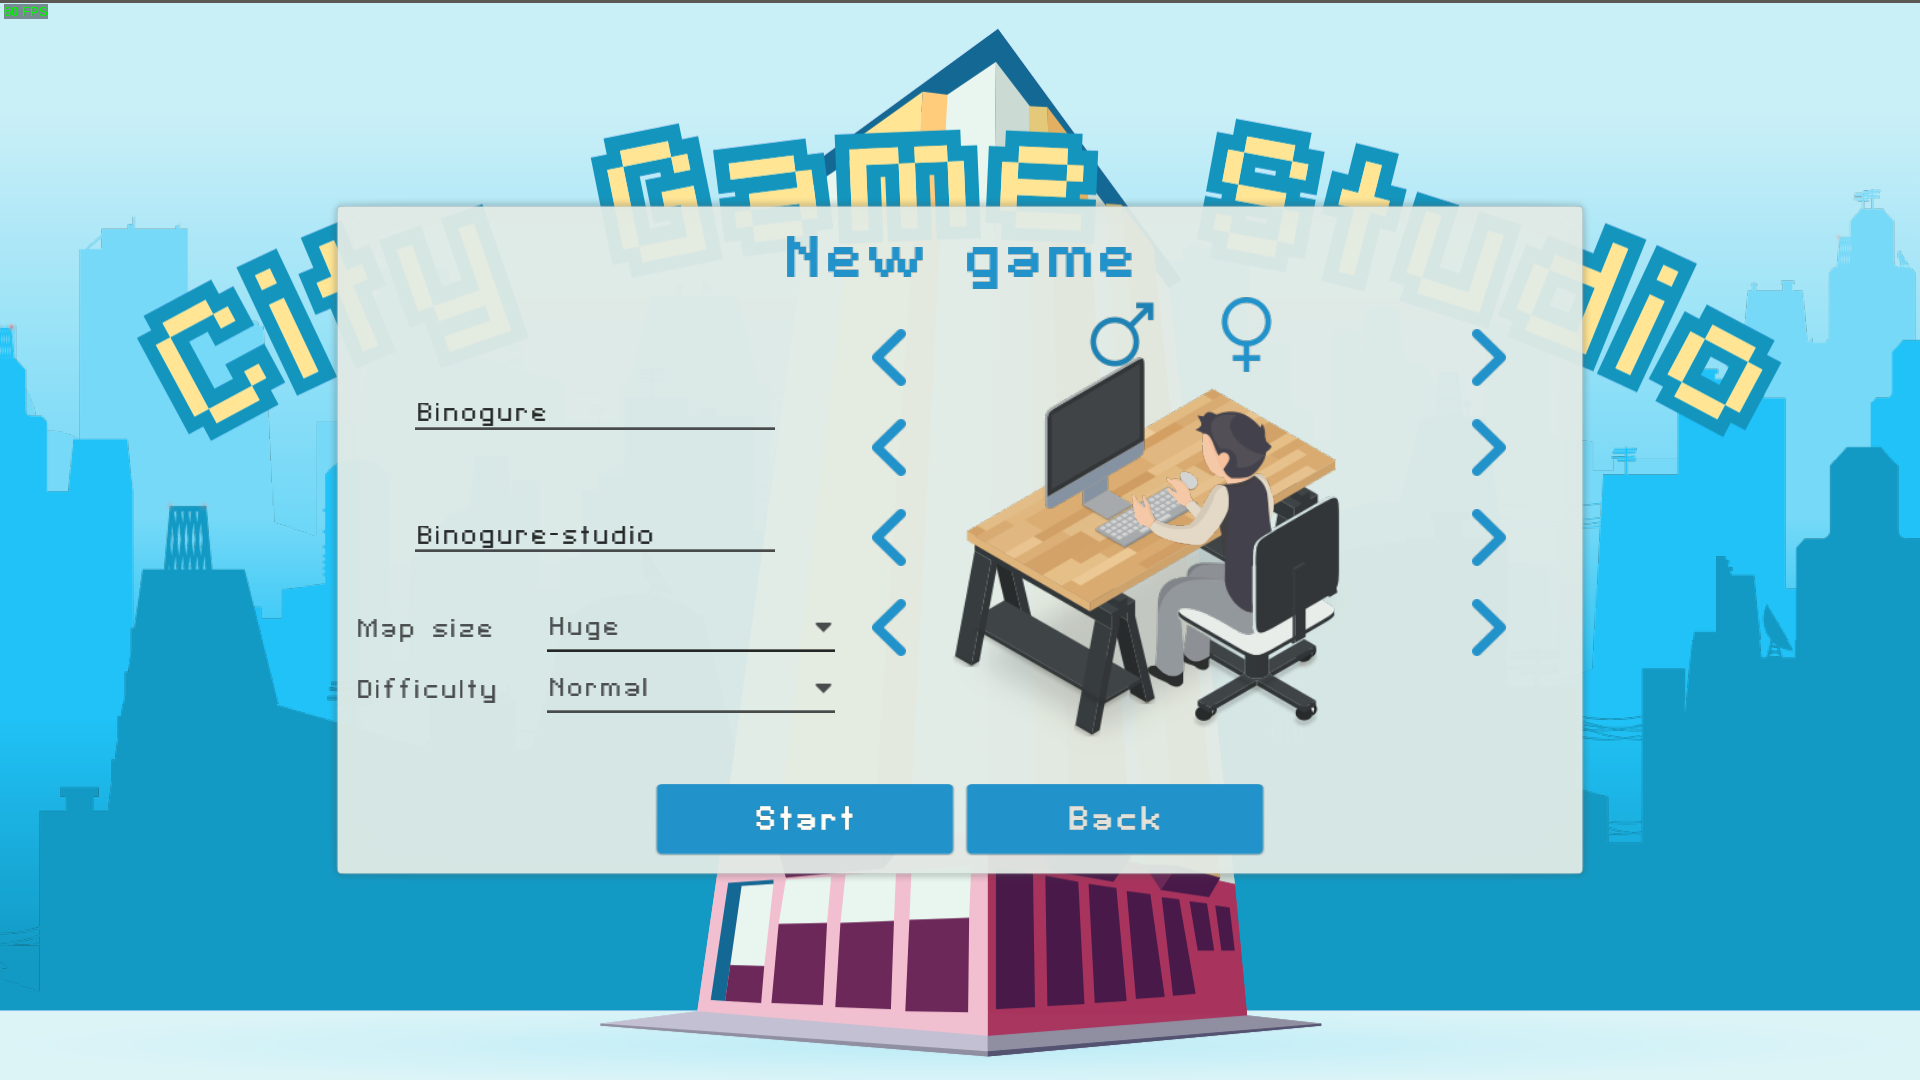 City Game Studio
New game
Binogure
Binogure-studio
Map size Huge
Difficulty Normal
Start Back